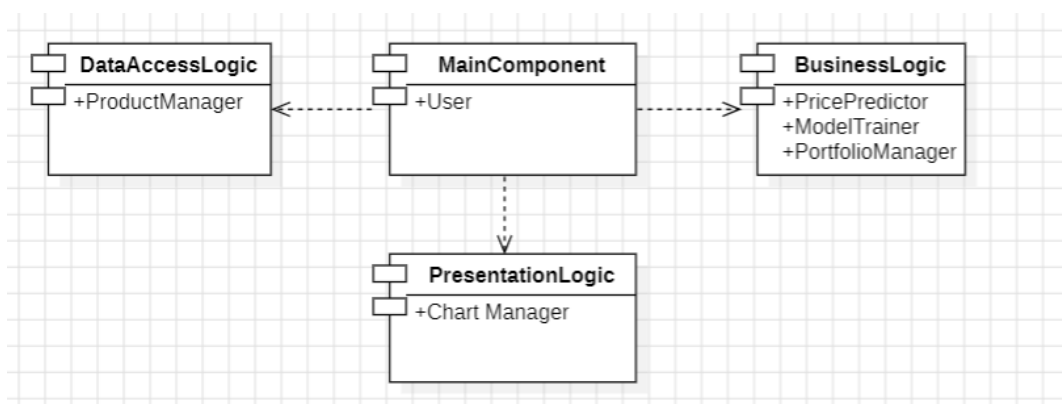 DataAccessLogic
+ProductManager
MainComponent
+User
BusinessLogic
+PricePredictor
+ModelTrainer
+PortfolioManager
PresentationLogic
+Chart Manager